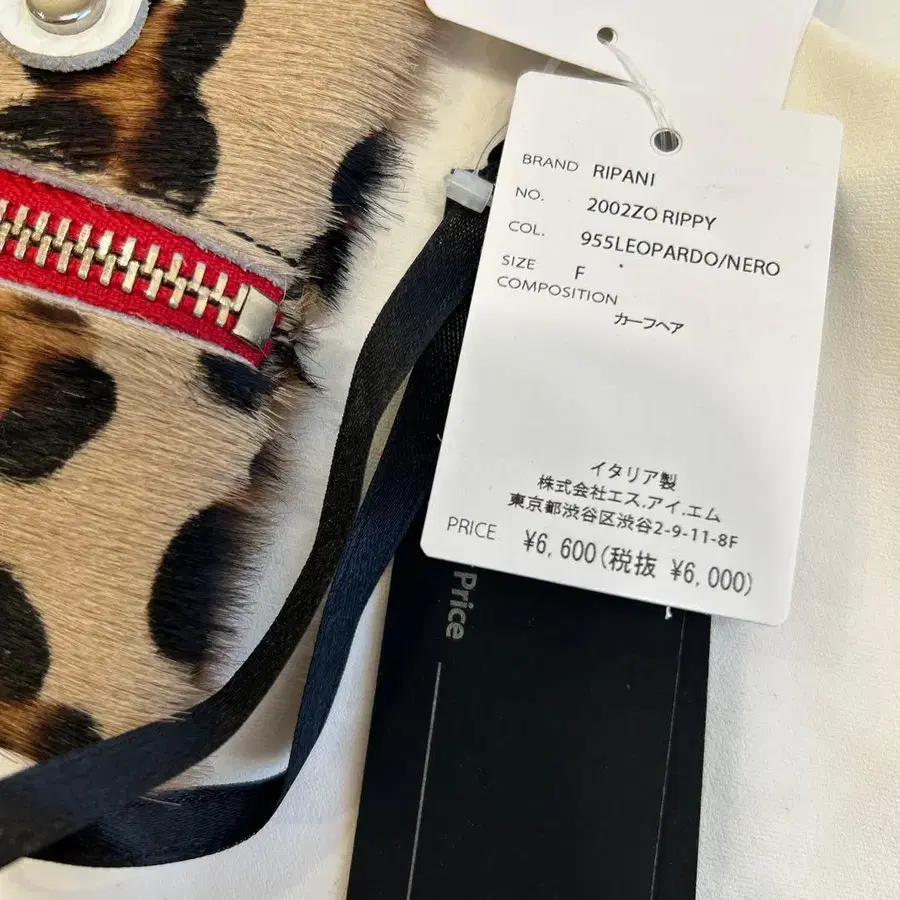 BRAND RIPANI
NO. 2002ZO RIPPY
COL. 955LEOPARDO/NERO
SIZE F
COMPOSITION
カーフヘア
イタリア製
株式会社エス.アイ.エム
東京都渋谷区渋谷2-9-11-8F
PRICE ¥6,600(税抜 ¥6,000)
Price